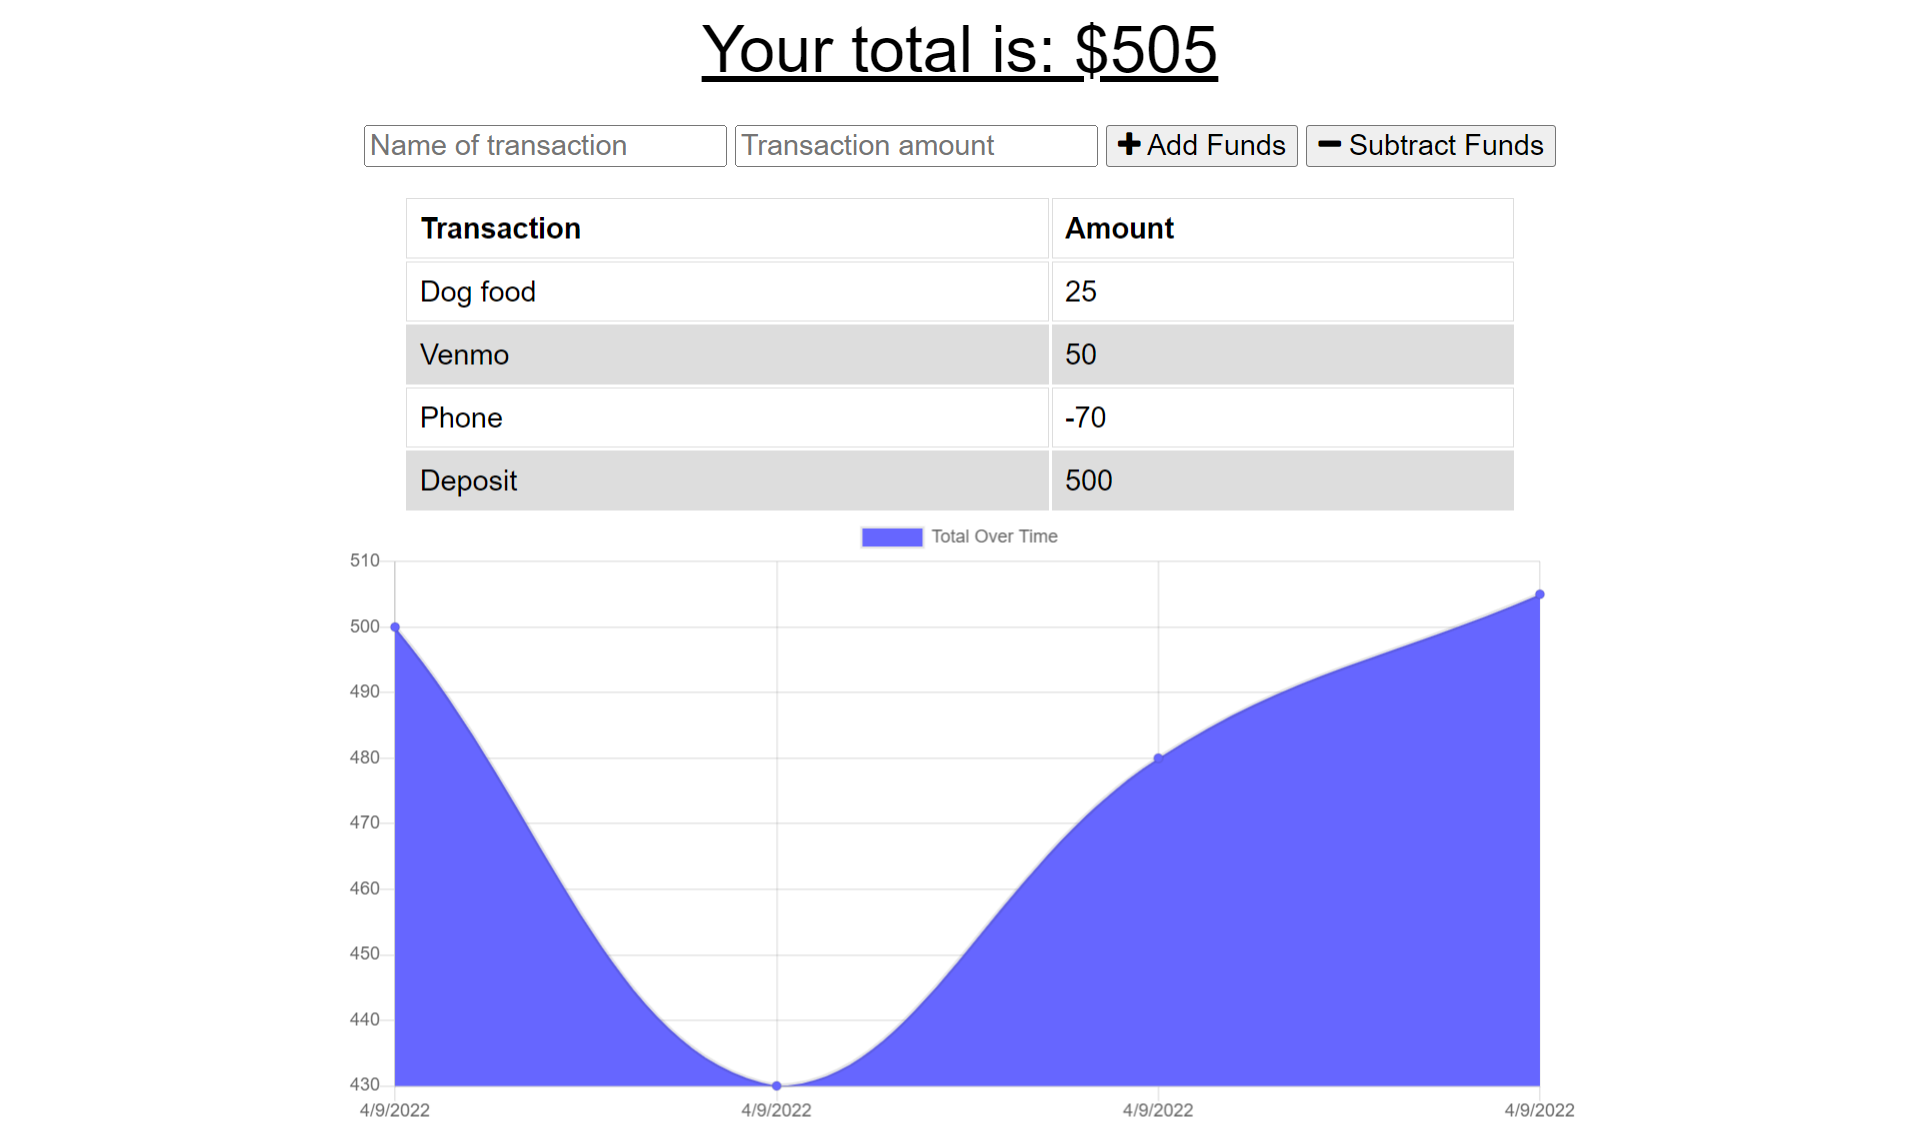 Your total is: $505
Name of transaction Transaction amount Add Funds Subtract Funds
Transaction Amount
Dog food 25
Venmo 50
Phone -70
Deposit 500
Total Over Time
510
500
490
480
470
460
450
440
430
4/9/2022 4/9/2022 4/9/2022 4/9/2022